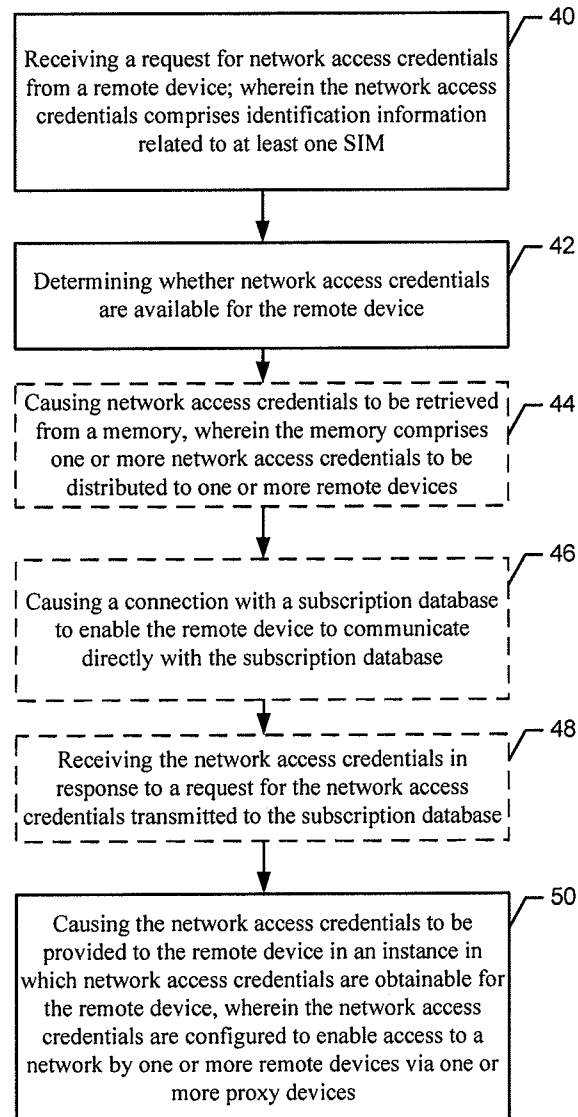 40
Receiving a request for network access credentials
from a remote device; wherein the network access
credentials comprises identification information
related to at least one SIM
42
Determining whether network access credentials
are available for the remote device
44
Causing network access credentials to be retrieved
from a memory, wherein the memory comprises
one or more network access credentials to be
distributed to one or more remote devices
46
Causing a connection with a subscription database
to enable the remote device to communicate
directly with the subscription database
48
Receiving the network access credentials in
response to a request for the network access
credentials transmitted to the subscription database
50
Causing the network access credentials to be
provided to the remote device in an instance in
which network access credentials are obtainable for
the remote device, wherein the network access
credentials are configured to enable access to a
network by one or more remote devices via one or
more proxy devices